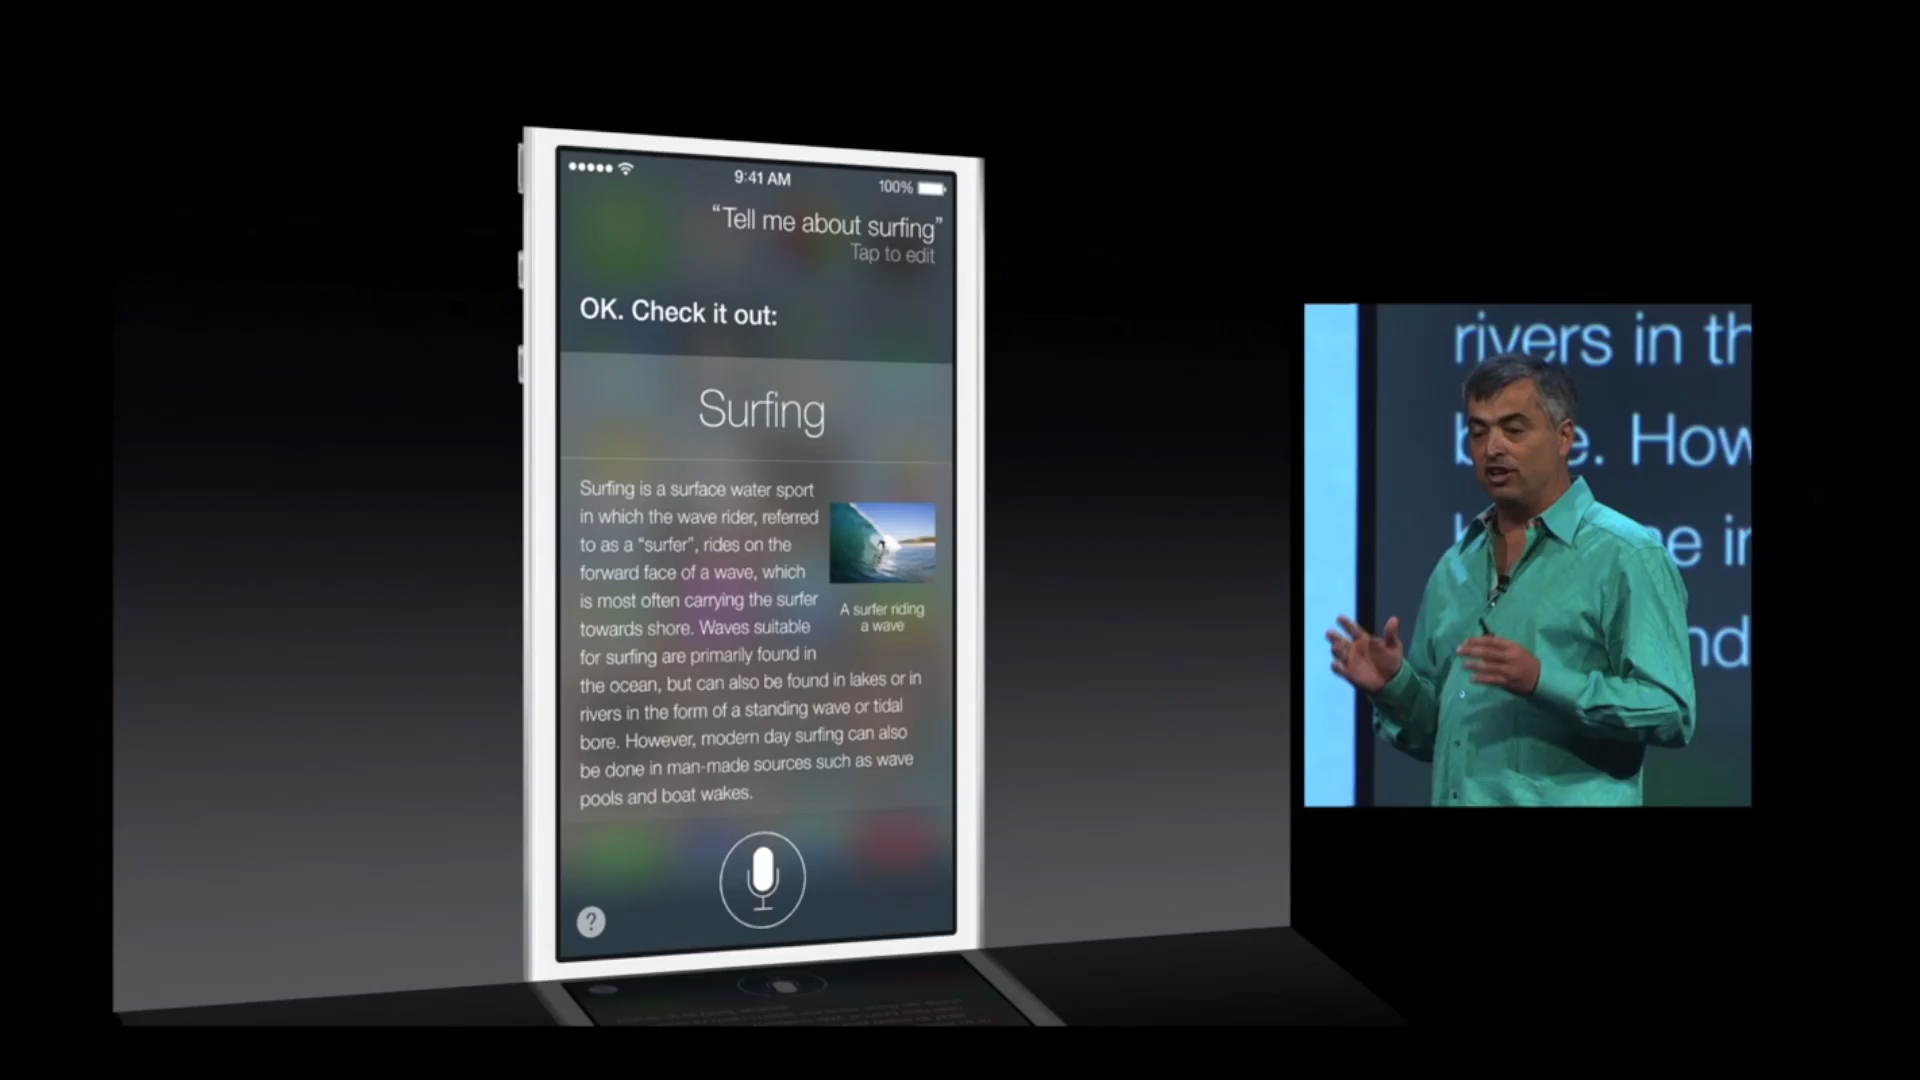 9:41 AM
100%
“Tell me about surfing”
Tap to edit
OK. Check it out:
Surfing
Surfing is a surface water sport
in which the wave rider, referred
to as a “surfer”, rides on the
forward face of a wave, which
is most often carrying the surfer
towards shore. Waves suitable
for surfing are primarily found in
the ocean, but can also be found in lakes or in
rivers in the form of a standing wave or tidal
bore. However, modern day surfing can also
be done in man-made sources such as wave
pools and boat wakes.
A surfer riding
a wave
?
rivers in th
e. How
e in
nd